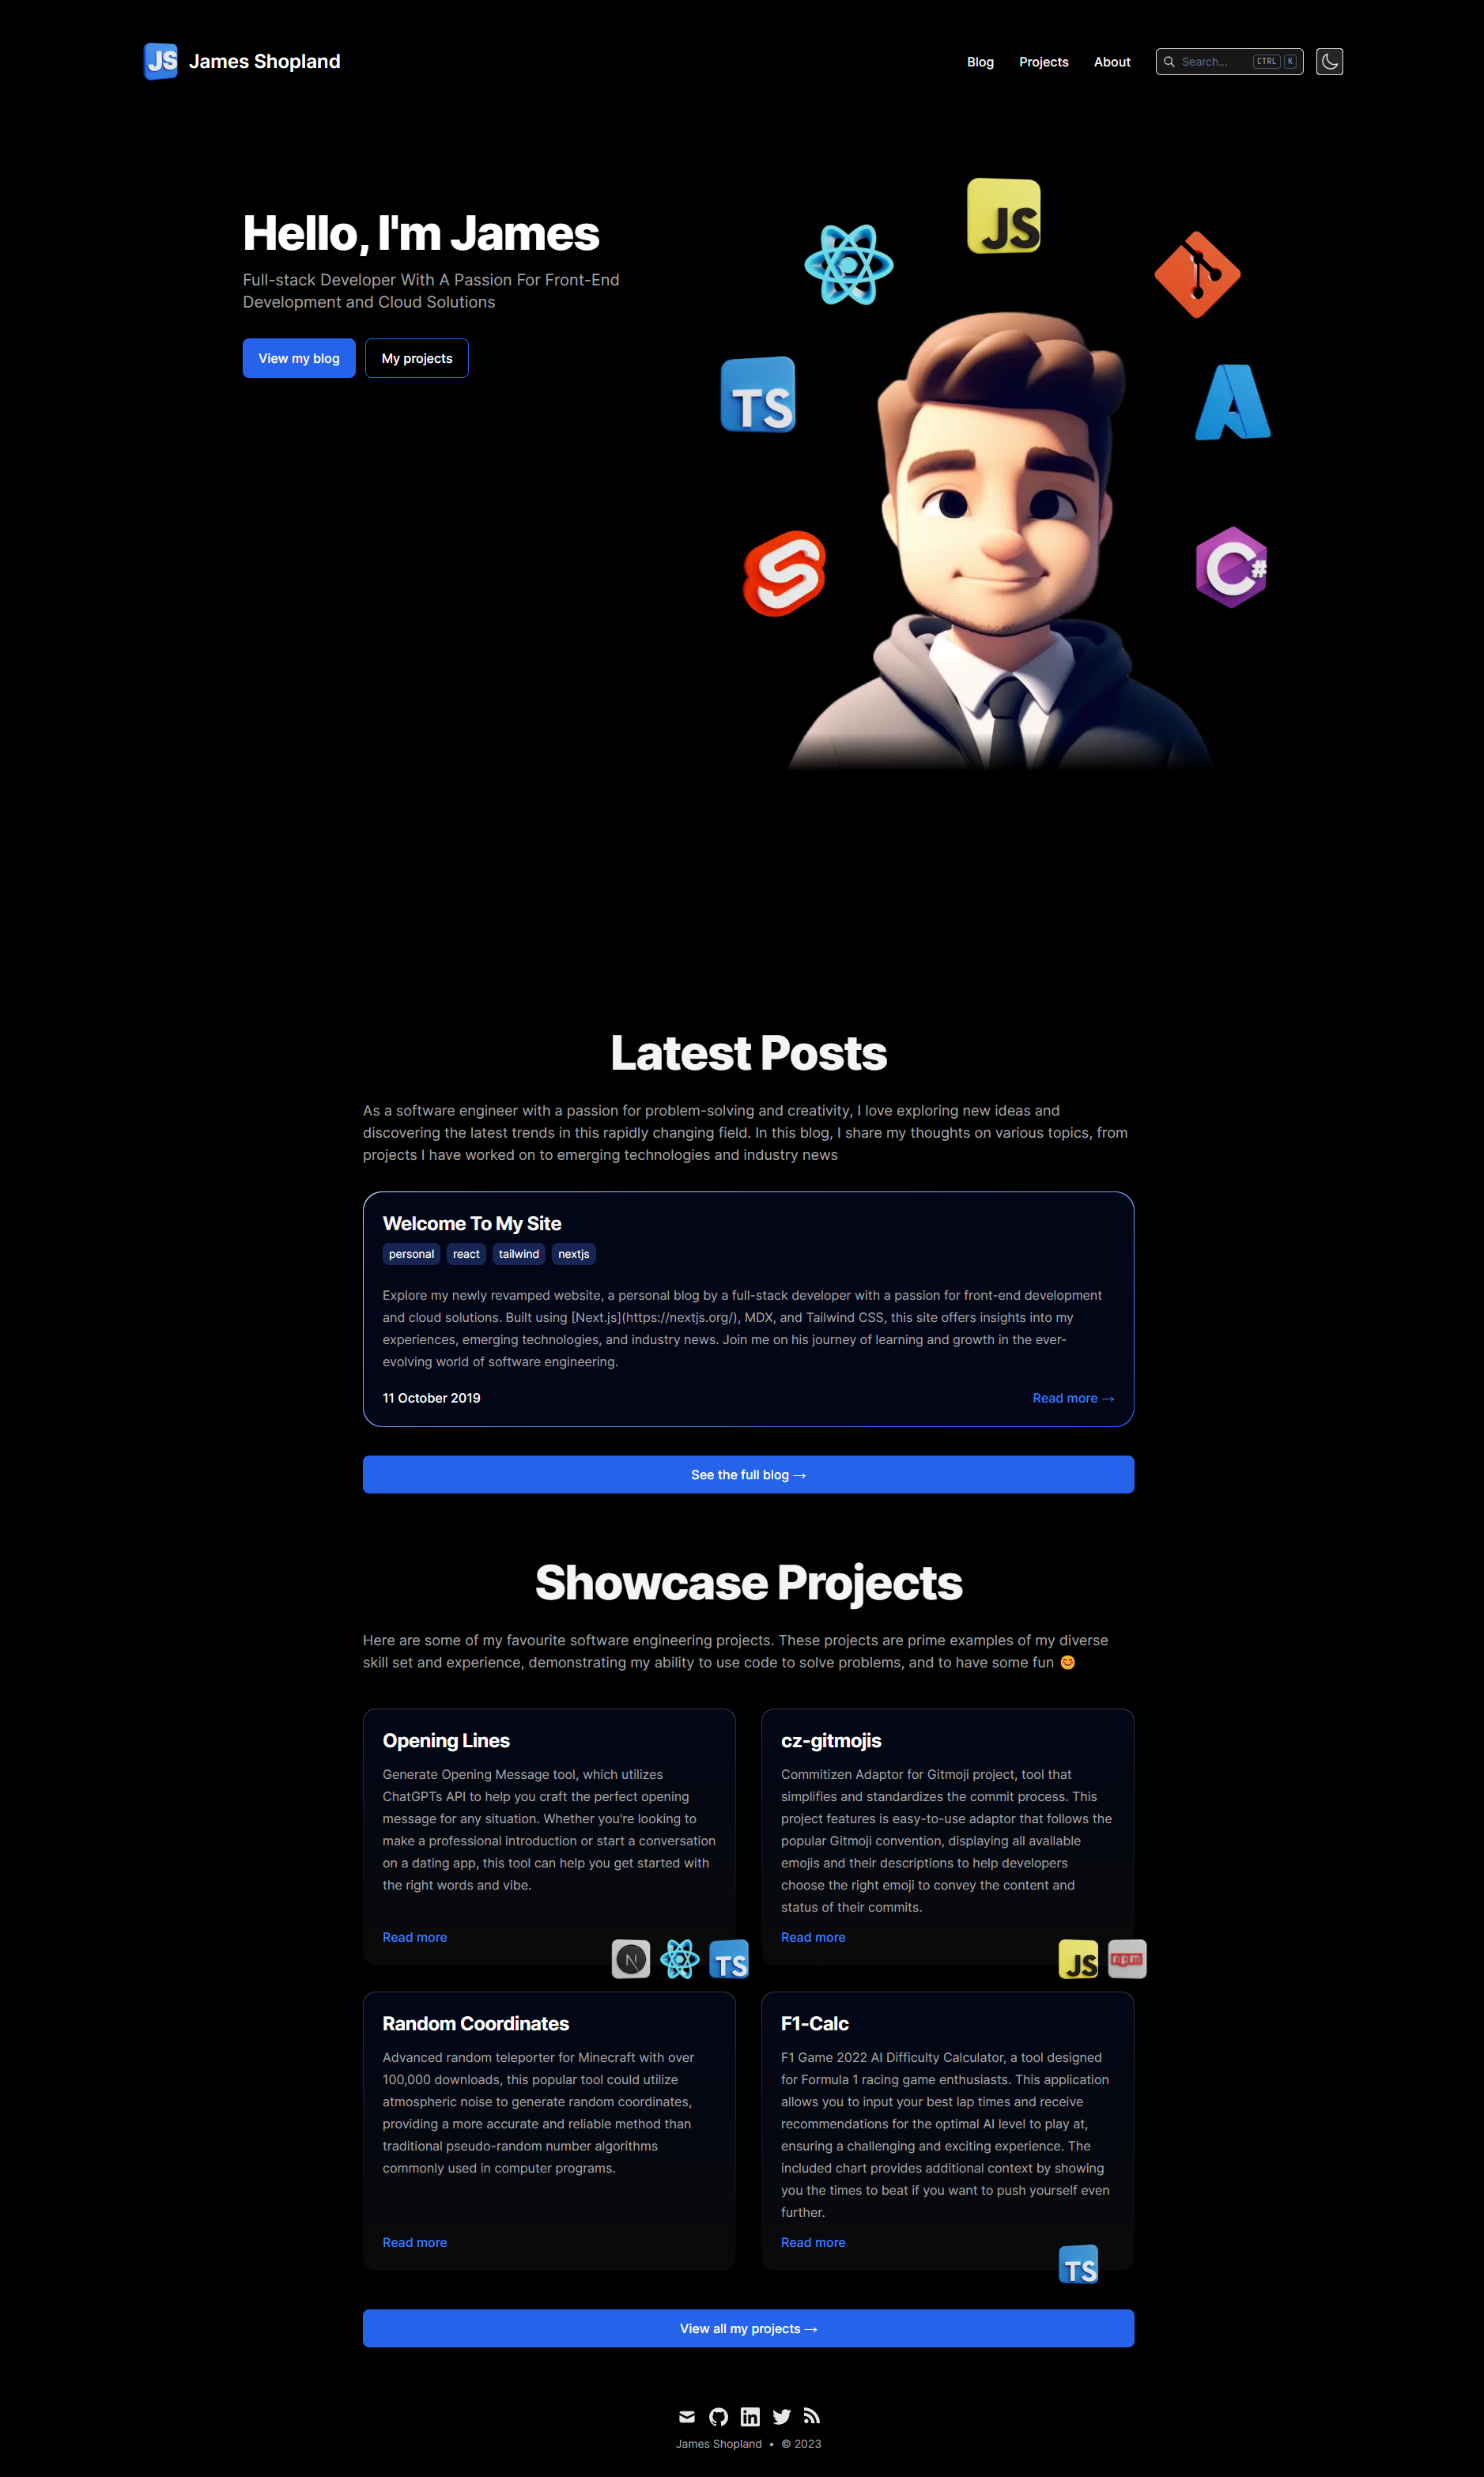 JS James Shopland
Blog Projects About Search... CTRL K
JS
Hello, I'm James
Full-stack Developer With A Passion For Front-End
Development and Cloud Solutions
View my blog My projects
TS
C#
Latest Posts
As a software engineer with a passion for problem-solving and creativity, I love exploring new ideas and
discovering the latest trends in this rapidly changing field. In this blog, I share my thoughts on various topics, from
projects I have worked on to emerging technologies and industry news
Welcome To My Site
personal react tailwind nextjs
Explore my newly revamped website, a personal blog by a full-stack developer with a passion for front-end development
and cloud solutions. Built using [Next.js](https://nextjs.org/), MDX, and Tailwind CSS, this site offers insights into my
experiences, emerging technologies, and industry news. Join me on his journey of learning and growth in the ever-
evolving world of software engineering.
11 October 2019 Read more →
See the full blog →
Showcase Projects
Here are some of my favourite software engineering projects. These projects are prime examples of my diverse
skill set and experience, demonstrating my ability to use code to solve problems, and to have some fun 😊
Opening Lines
Generate Opening Message tool, which utilizes
ChatGPTs API to help you craft the perfect opening
message for any situation. Whether you're looking to
make a professional introduction or start a conversation
on a dating app, this tool can help you get started with
the right words and vibe.
Read more
N TS
cz-gitmojis
Commitizen Adaptor for Gitmoji project, tool that
simplifies and standardizes the commit process. This
project features is easy-to-use adaptor that follows the
popular Gitmoji convention, displaying all available
emojis and their descriptions to help developers
choose the right emoji to convey the content and
status of their commits.
Read more
JS npm
Random Coordinates
Advanced random teleporter for Minecraft with over
100,000 downloads, this popular tool could utilize
atmospheric noise to generate random coordinates,
providing a more accurate and reliable method than
traditional pseudo-random number algorithms
commonly used in computer programs.
Read more
F1-Calc
F1 Game 2022 AI Difficulty Calculator, a tool designed
for Formula 1 racing game enthusiasts. This application
allows you to input your best lap times and receive
recommendations for the optimal AI level to play at,
ensuring a challenging and exciting experience. The
included chart provides additional context by showing
you the times to beat if you want to push yourself even
further.
Read more
TS
View all my projects →
in
James Shopland • © 2023